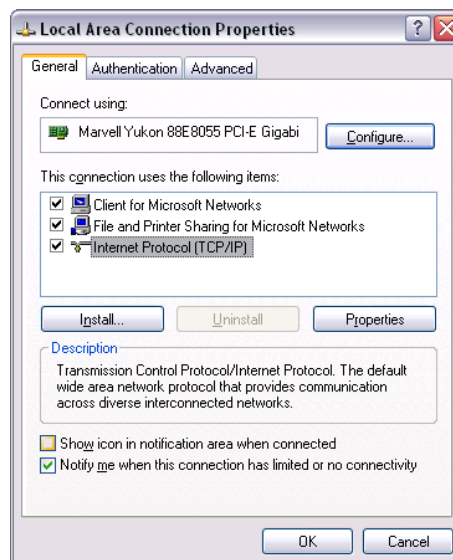 Local Area Connection Properties
General
Authentication
Advanced
Connect using:
Marvell Yukon 88E8055 PCI-E Gigabi
Configure...
This connection uses the following items:
Client for Microsoft Networks
File and Printer Sharing for Microsoft Networks
Internet Protocol (TCP/IP)
Install...
Uninstall
Properties
Description
Transmission Control Protocol/Internet Protocol. The default
wide area network protocol that provides communication
across diverse interconnected networks.
Show icon in notification area when connected
Notify me when this connection has limited or no connectivity
OK
Cancel